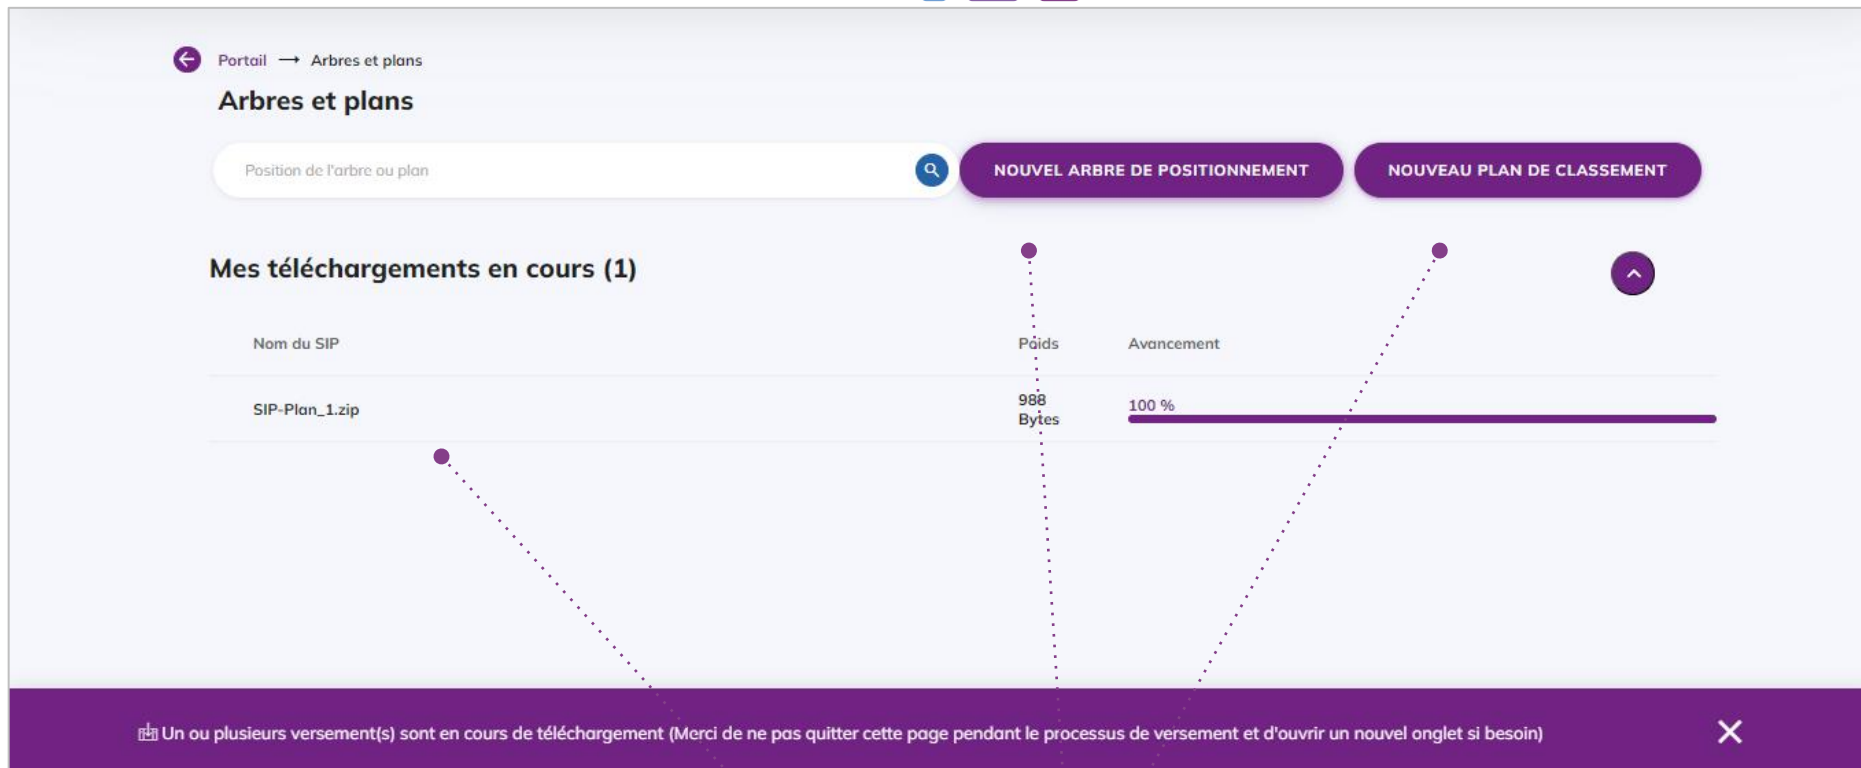 Portail → Arbres et plans
Arbres et plans
Position de l'arbre ou plan
NOUVEL ARBRE DE POSITIONNEMENT
NOUVEAU PLAN DE CLASSEMENT
Mes téléchargements en cours (1)
Nom du SIP Poids Avancement
SIP-Plan_1.zip 988 Bytes 100 %
Un ou plusieurs versement(s) sont en cours de téléchargement (Merci de ne pas quitter cette page pendant le processus de versement et d'ouvrir un nouvel onglet si besoin)